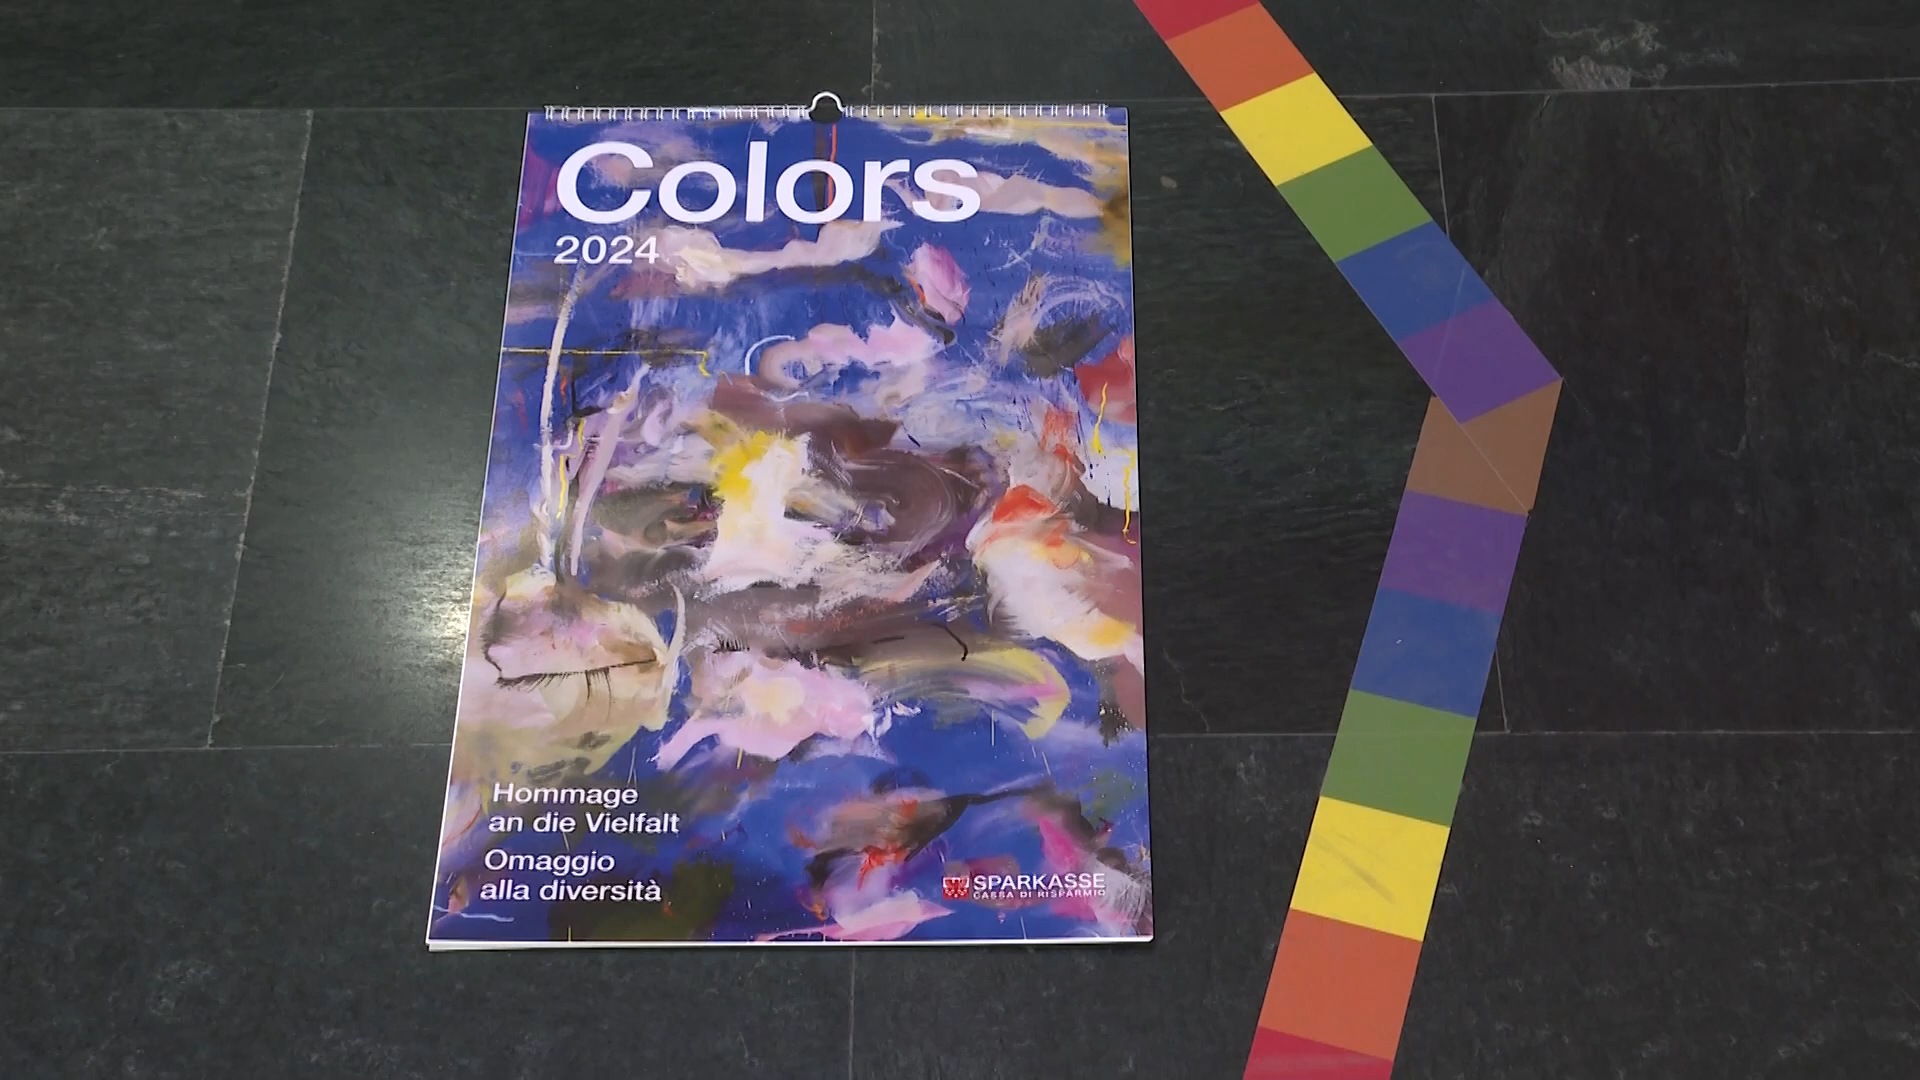 Colors
2024
Hommage
an die Vielfalt
Omaggio
alla diversità
SPARKASSE
CASSA DI RISPARMIO